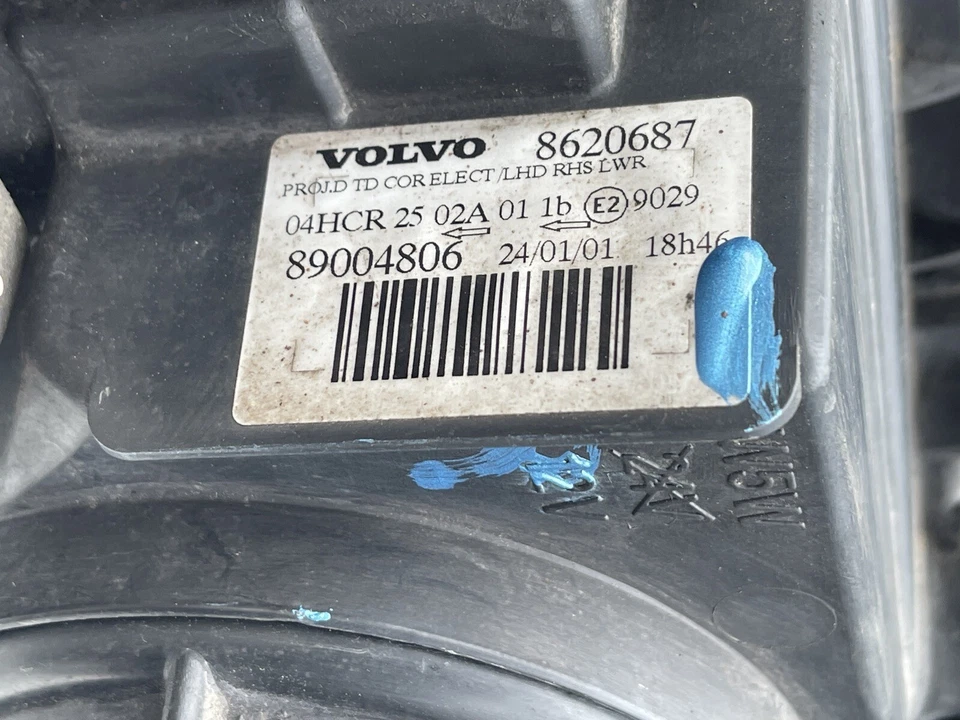 VOLVO 8620687
PROJ.D TD COR ELECT /LHD RHS LWR
04HCR 25 02A 01 1b E2 9029
89004806 24/01/01 18h46
W5W